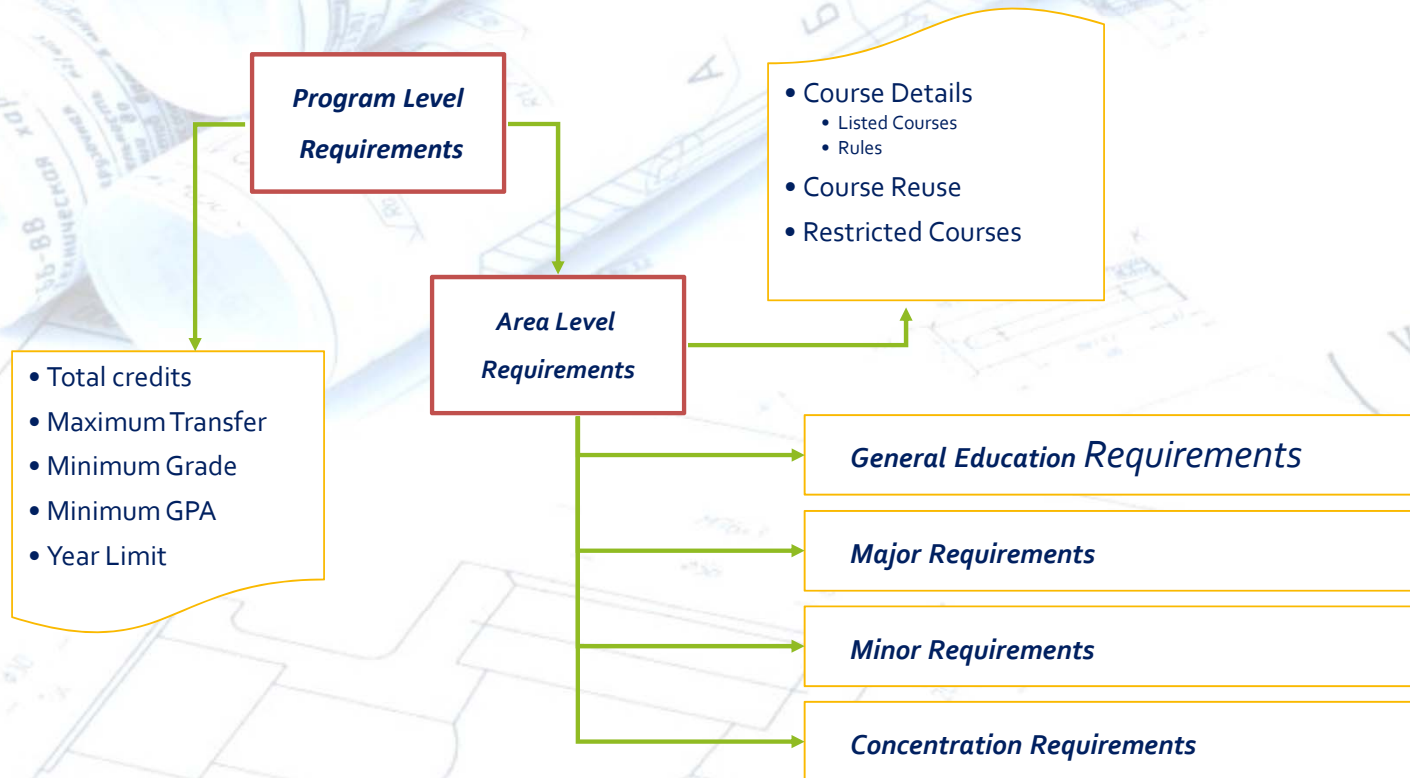 Program Level
Requirements
• Course Details
• Listed Courses
• Rules
• Course Reuse
• Restricted Courses
Area Level
Requirements
• Total credits
• Maximum Transfer
• Minimum Grade
• Minimum GPA
• Year Limit
General Education Requirements
Major Requirements
Minor Requirements
Concentration Requirements